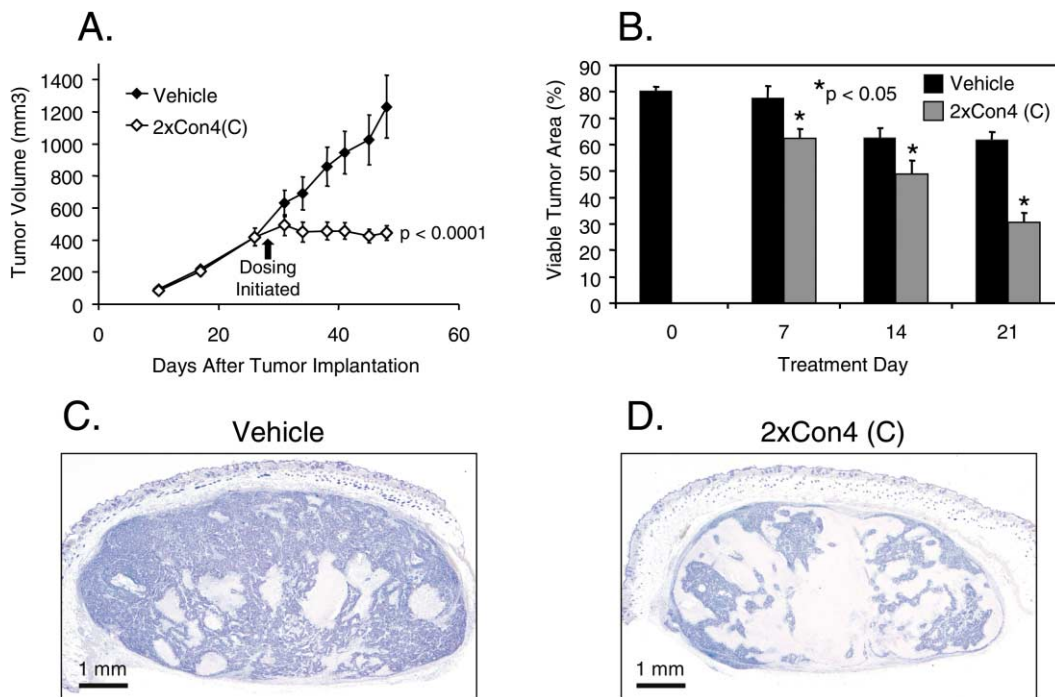 A.
Tumor Volume (mm3)
1400
1200
1000
800
600
400
200
0
Vehicle
2xCon4(C)
p < 0.0001
Dosing
Initiated
0 20 40 60
Days After Tumor Implantation
B.
Viable Tumor Area (%)
90
80
70
60
50
40
30
20
10
0
*p < 0.05
Vehicle
2xCon4 (C)
*
*
*
0 7 14 21
Treatment Day
C.
Vehicle
1 mm
D.
2xCon4 (C)
1 mm